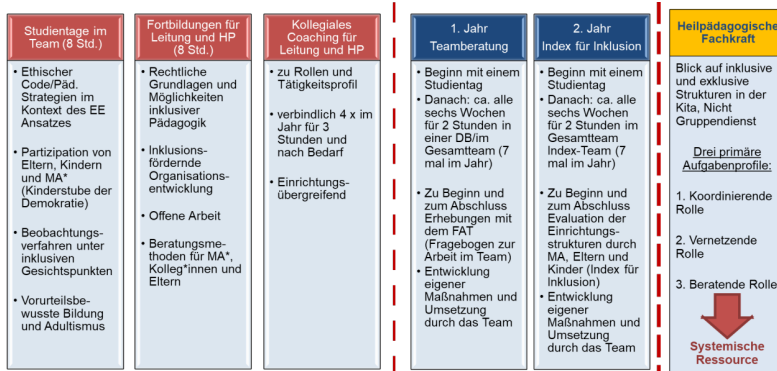 Studientage im
Team (8 Std.)
• Ethischer
Code/Päd.
Strategien im
Kontext des EE
Ansatzes
• Partizipation von
Eltern, Kindern
und MA*
(Kinderstube der
Demokratie)
• Beobachtungs-
verfahren unter
inklusiven
Gesichtspunkten
• Vorurteilsbe-
wusste Bildung
und Adultismus
Fortbildungen für
Leitung und HP
(8 Std.)
• Rechtliche
Grundlagen und
Möglichkeiten
inklusiver
Pädagogik
• Inklusions-
fördernde
Organisations-
entwicklung
• Offene Arbeit
• Beratungsme-
thoden für MA*,
Kolleg*innen und
Eltern
Kollegiales
Coaching für
Leitung und HP
• zu Rollen und
Tätigkeitsprofil
• verbindlich 4 x im
Jahr für 3
Stunden und
nach Bedarf
• Einrichtungs-
übergreifend
1. Jahr
Teamberatung
• Beginn mit einem
Studientag
• Danach: ca. alle
sechs Wochen
für 2 Stunden in
einer DB/im
Gesamtteam (7
mal im Jahr)
• Zu Beginn und
zum Abschluss
Erhebungen mit
dem FAT
(Fragebogen zur
Arbeit im Team)
• Entwicklung
eigener
Maßnahmen und
Umsetzung
durch das Team
2. Jahr
Index für Inklusion
• Beginn mit einem
Studientag
• Danach: ca. alle
sechs Wochen
für 2 Stunden im
Gesamtteam
Index-Team (7
mal im Jahr)
• Zu Beginn und
zum Abschluss
Evaluation der
Einrichtungs-
strukturen durch
MA, Eltern und
Kinder (Index für
Inklusion)
• Entwicklung
eigener
Maßnahmen und
Umsetzung
durch das Team
Heilpädagogische
Fachkraft
Blick auf inklusive
und exklusive
Strukturen in der
Kita, Nicht
Gruppendienst
Drei primäre
Aufgabenprofile:
1. Koordinierende
Rolle
2. Vernetzende
Rolle
3. Beratende Rolle
Systemische
Ressource